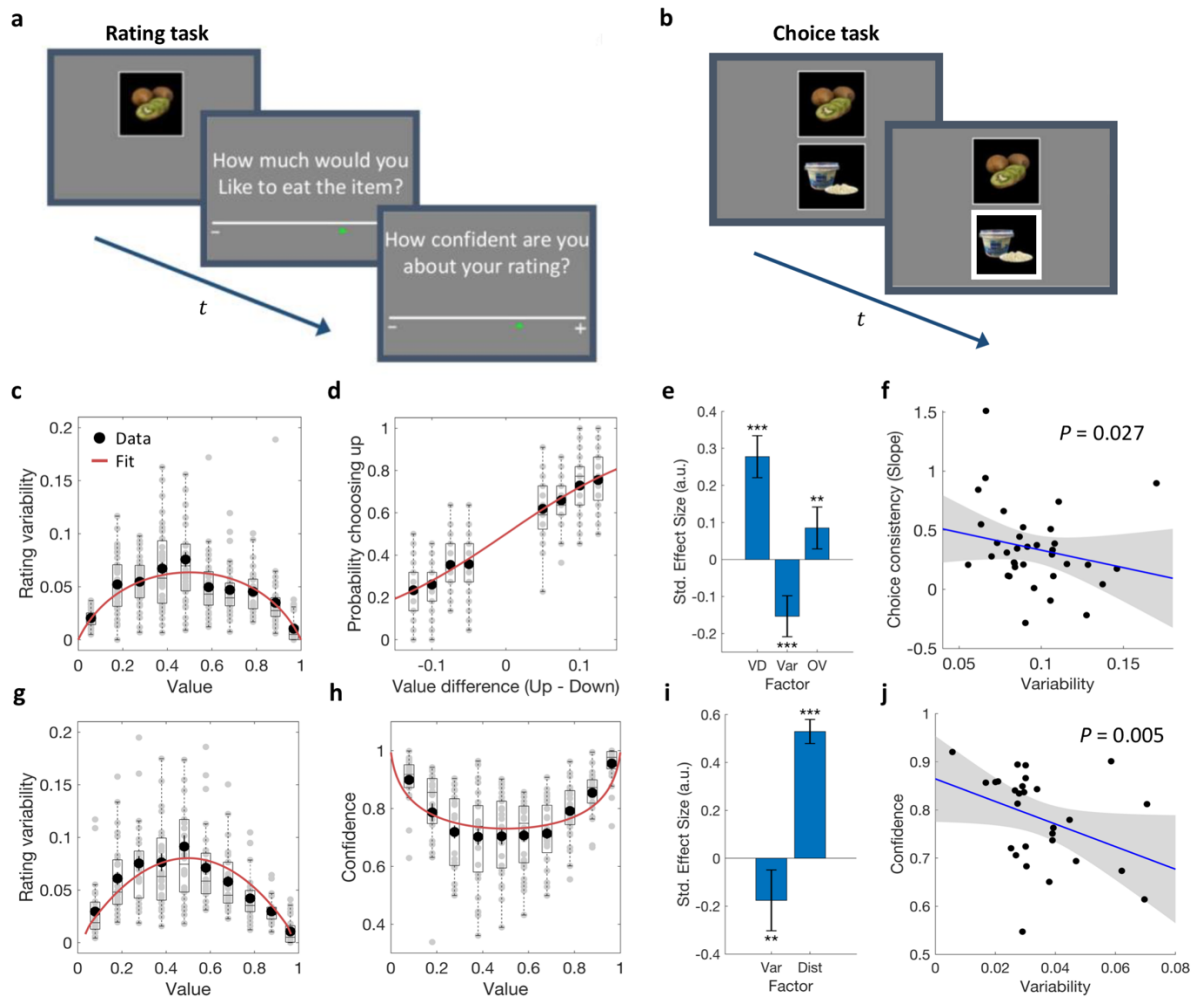 a
Rating task
How much would you
Like to eat the item?
–
How confident are you
about your rating?
– +
t
b
Choice task
t
c
Rating variability
0.2
0.15
0.1
0.05
0
Data
Fit
0 0.2 0.4 0.6 0.8 1
Value
d
Probability chooosing up
1
0.8
0.6
0.4
0.2
0
-0.1 0 0.1
Value difference (Up - Down)
e
Std. Effect Size (a.u.)
0.4
0.3
0.2
0.1
0
-0.1
-0.2
***
***
**
VD Var OV
Factor
f
Choice consistency (Slope)
1.5
1
0.5
0
-0.5
P = 0.027
0.05 0.1 0.15
Variability
g
Rating variability
0.2
0.15
0.1
0.05
0
0 0.2 0.4 0.6 0.8 1
Value
h
Confidence
1
0.8
0.6
0.4
0 0.2 0.4 0.6 0.8 1
Value
i
Std. Effect Size (a.u.)
0.6
0.4
0.2
0
-0.2
-0.4
**
***
Var Dist
Factor
j
Confidence
1
0.9
0.8
0.7
0.6
0.5
P = 0.005
0 0.02 0.04 0.06 0.08
Variability